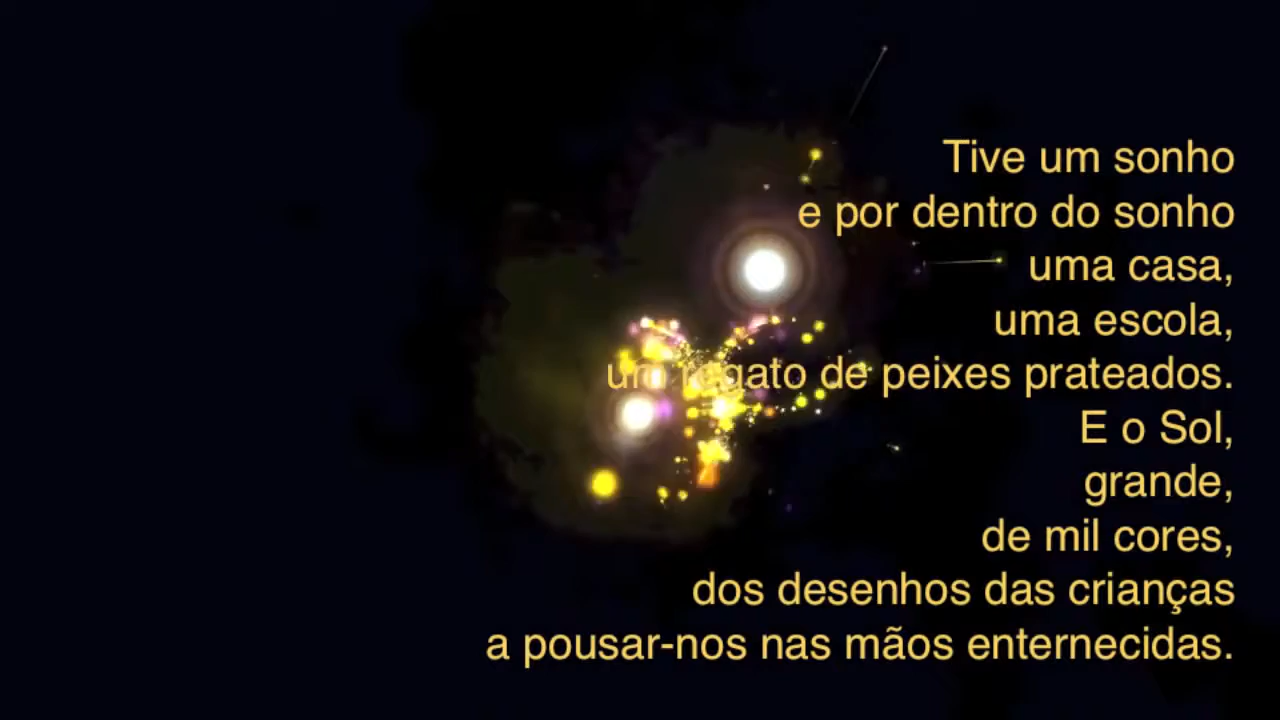 Tive um sonho
e por dentro do sonho
uma casa,
uma escola,
um regato de peixes prateados.
E o Sol,
grande,
de mil cores,
dos desenhos das crianças
a pousar-nos nas mãos enternecidas.